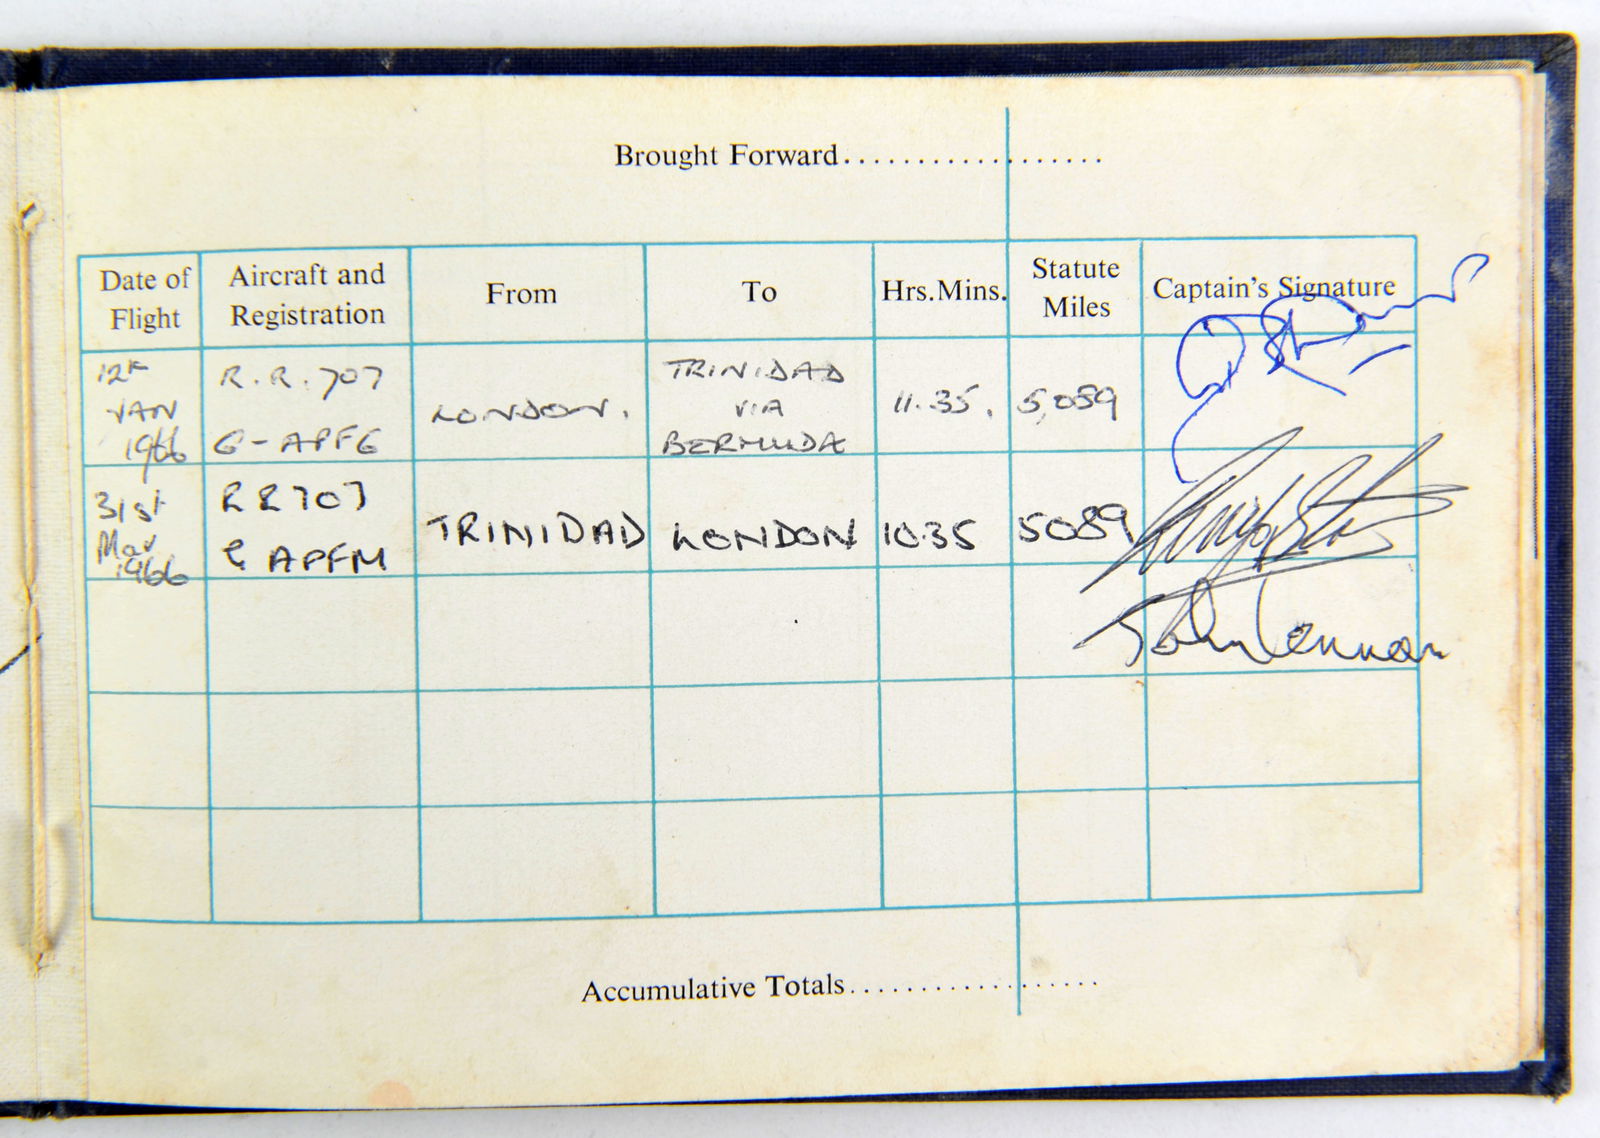 Brought Forward..................
Date of Flight
Aircraft and Registration
From
To
Hrs.Mins.
Statute Miles
Captain's Signature
12th JAN 1966
R.R.707
G-APFG
LONDON.
TRINIDAD
VIA
BERMUDA
11.35.
5,089
31st Mar 1966
RR707
G APFM
TRINIDAD
LONDON
10.35
5089
John Lennon
Accumulative Totals..................